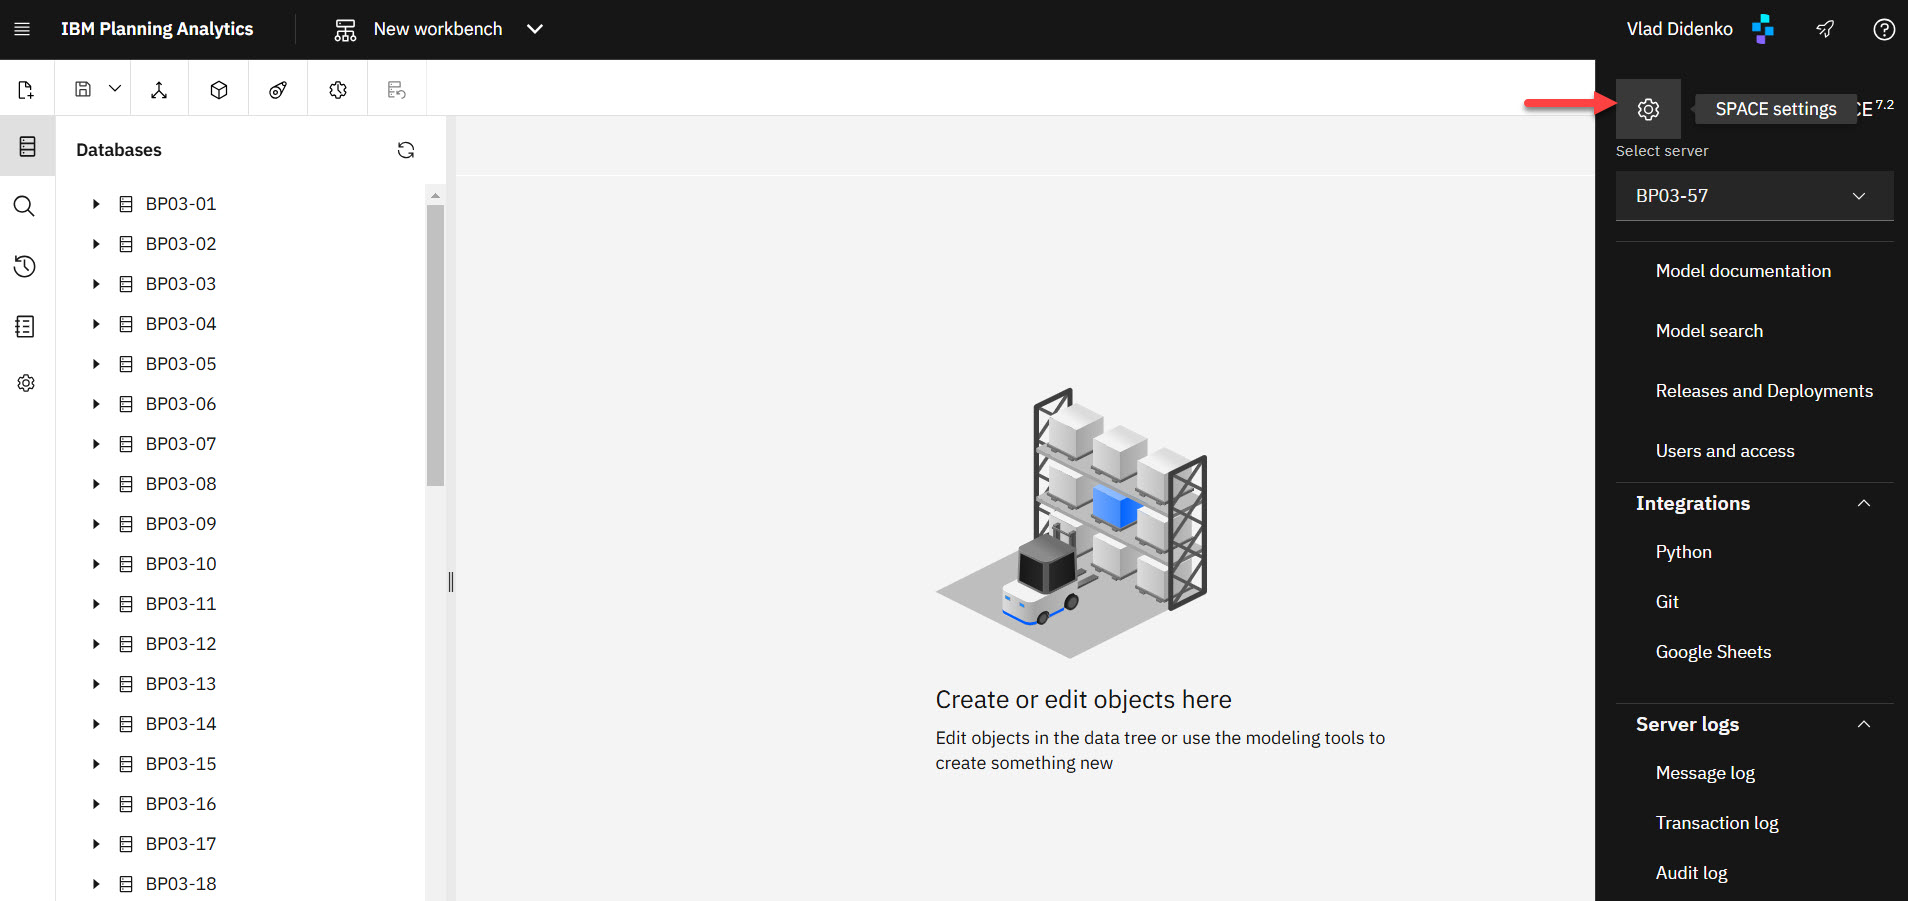 IBM Planning Analytics
New workbench
Vlad Didenko
SPACE settings
CE 7.2
Select server
BP03-57
Databases
BP03-01
BP03-02
BP03-03
BP03-04
BP03-05
BP03-06
BP03-07
BP03-08
BP03-09
BP03-10
BP03-11
BP03-12
BP03-13
BP03-14
BP03-15
BP03-16
BP03-17
BP03-18
Create or edit objects here
Edit objects in the data tree or use the modeling tools to
create something new
Model documentation
Model search
Releases and Deployments
Users and access
Integrations
Python
Git
Google Sheets
Server logs
Message log
Transaction log
Audit log